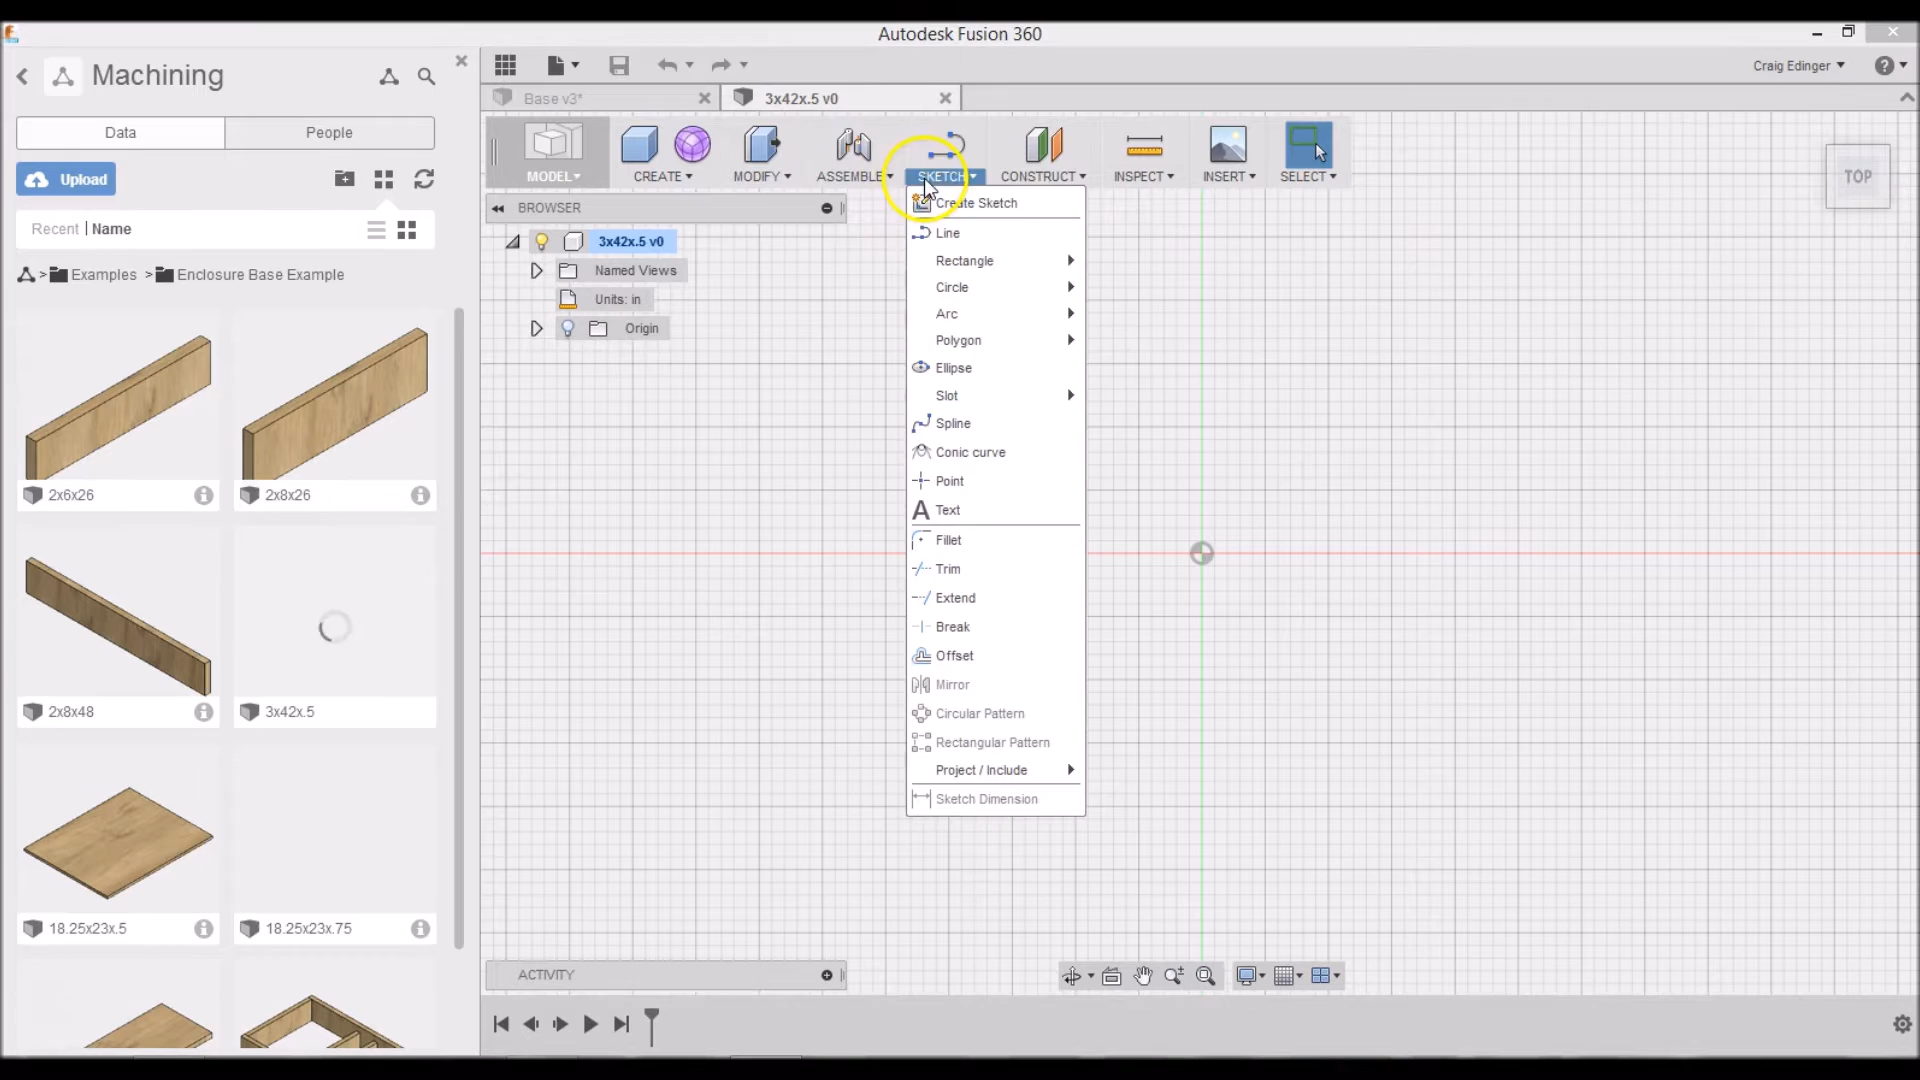 Autodesk Fusion 360
Machining
Craig Edinger
Base v3*
3x42x.5 v0
Data
People
MODEL
CREATE
MODIFY
ASSEMBLE
SKETCH
CONSTRUCT
INSPECT
INSERT
SELECT
TOP
Upload
BROWSER
Create Sketch
Recent
Name
Line
3x42x.5 v0
Rectangle
> Examples > Enclosure Base Example
Named Views
Circle
Units: in
Arc
Origin
Polygon
Ellipse
Slot
Spline
Conic curve
Point
2x6x26
2x8x26
Text
Fillet
Trim
Extend
Break
Offset
Mirror
2x8x48
3x42x.5
Circular Pattern
Rectangular Pattern
Project / Include
Sketch Dimension
18.25x23x.5
18.25x23x.75
ACTIVITY